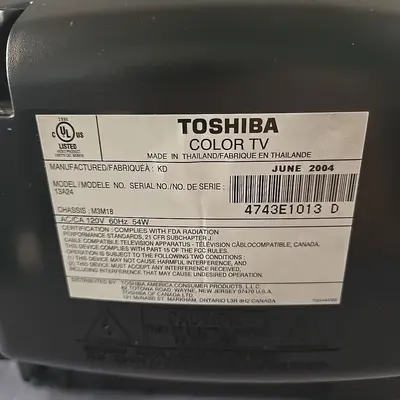 C UL US
LISTED
TOSHIBA
COLOR TV
MADE IN THAILAND/FABRIQUE EN THAILANDE
MANUFACTURED/FABRIQUÉA : KD
JUNE 2004
MODEL/MODELE NO. SERIAL NO./NO. DE SERIE :
13A24
CHASSIS : M3M18
4743E1013 D
AC/CA 120V 60Hz 54W
CERTIFICATION : COMPLIES WITH FDA RADIATION
PERFORMANCE STANDARDS, 21 CFR SUBCHAPTER J.
CABLE COMPATIBLE TELEVISION APPARATUS - TÉLÉVISION CÂBLOCOMPATIBLE, CANADA.
THIS DEVICE COMPLIES WITH PART 15 OF THE FCC RULES.
OPERATION IS SUBJECT TO THE FOLLOWING TWO CONDITIONS :
(1) THIS DEVICE MAY NOT CAUSE HARMFUL INTERFERENCE, AND
(2) THIS DEVICE MUST ACCEPT ANY INTERFERENCE RECEIVED,
INCLUDING INTERFERENCE THAT MAY CAUSE UNDESIRED OPERATION.
DISTRIBUTED BY TOSHIBA AMERICA CONSUMER PRODUCTS, L.L.C.
82 TOTOWA ROAD, WAYNE, NEW JERSEY 07470 U.S.A.
TOSHIBA OF CANADA LTD.
191 McNABB ST. MARKHAM, ONTARIO L3R 8H2 CANADA